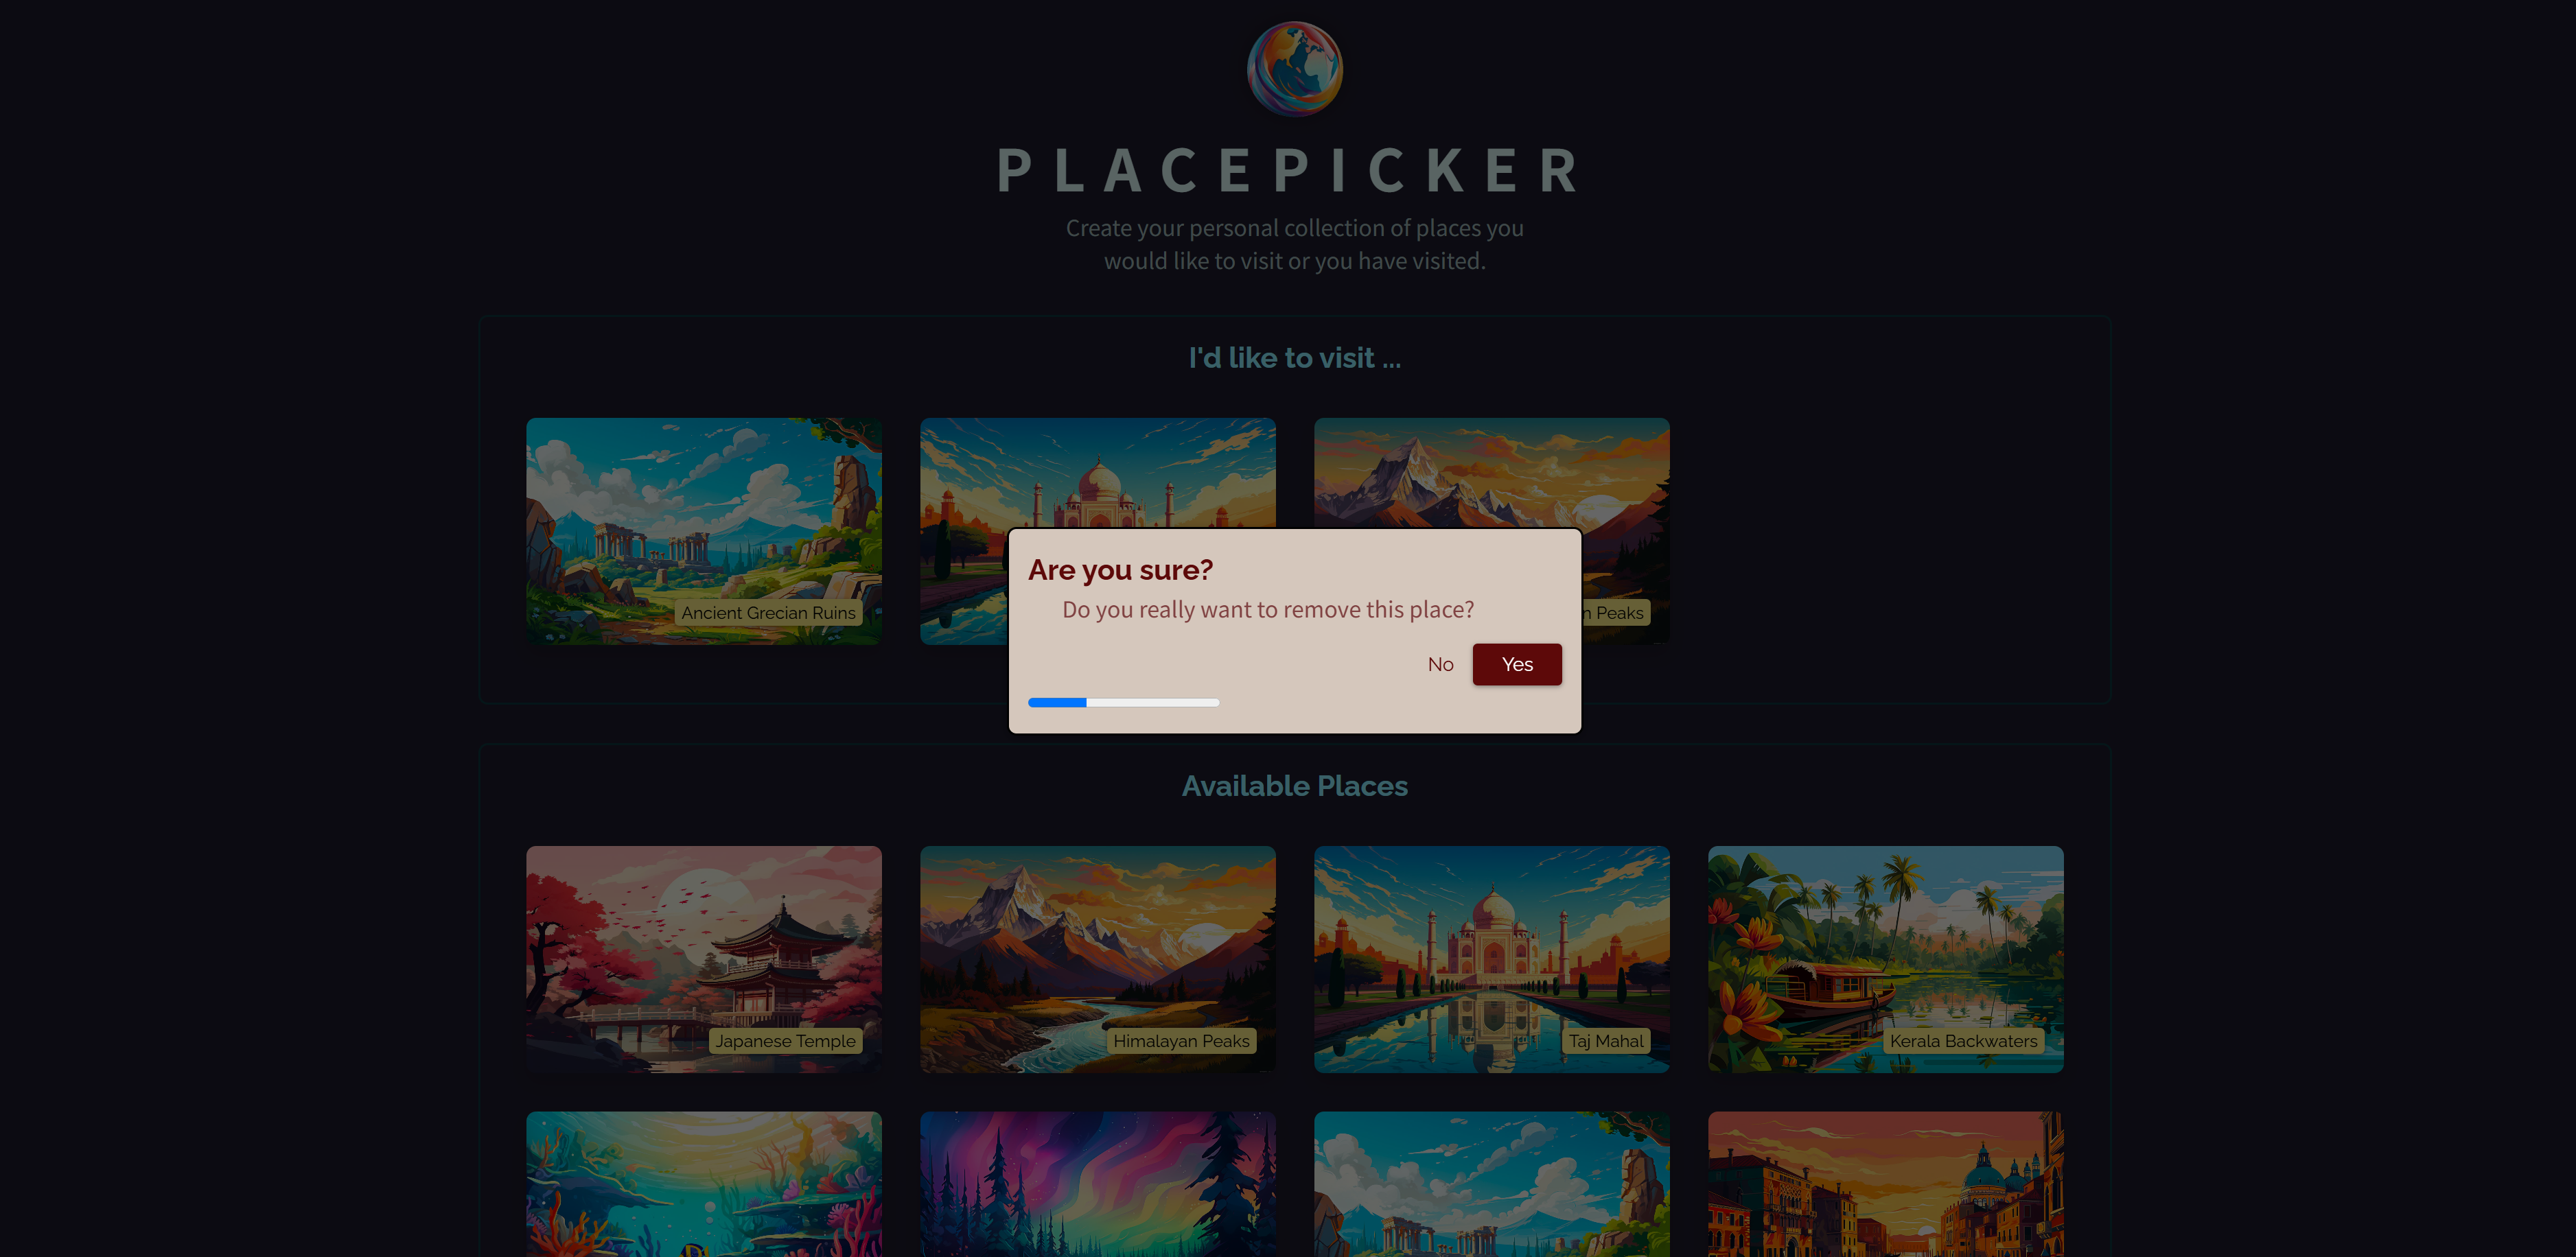 PLACEPICKER
Create your personal collection of places you
would like to visit or you have visited.
I'd like to visit ...
Ancient Grecian Ruins
Peaks
Are you sure?
Do you really want to remove this place?
No
Yes
Available Places
Japanese Temple
Himalayan Peaks
Taj Mahal
Kerala Backwaters